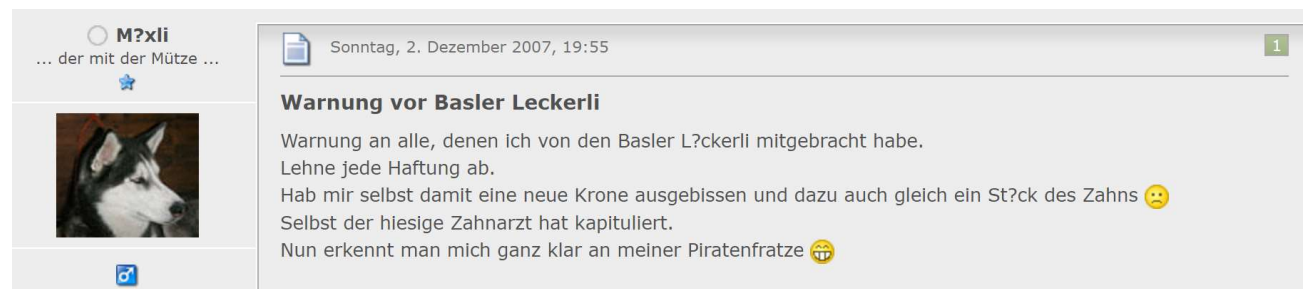 M?xli
... der mit der Mütze ...
Sonntag, 2. Dezember 2007, 19:55
1
Warnung vor Basler Leckerli
Warnung an alle, denen ich von den Basler L?ckerli mitgebracht habe.
Lehne jede Haftung ab.
Hab mir selbst damit eine neue Krone ausgebissen und dazu auch gleich ein St?ck des Zahns
Selbst der hiesige Zahnarzt hat kapituliert.
Nun erkennt man mich ganz klar an meiner Piratenfratze